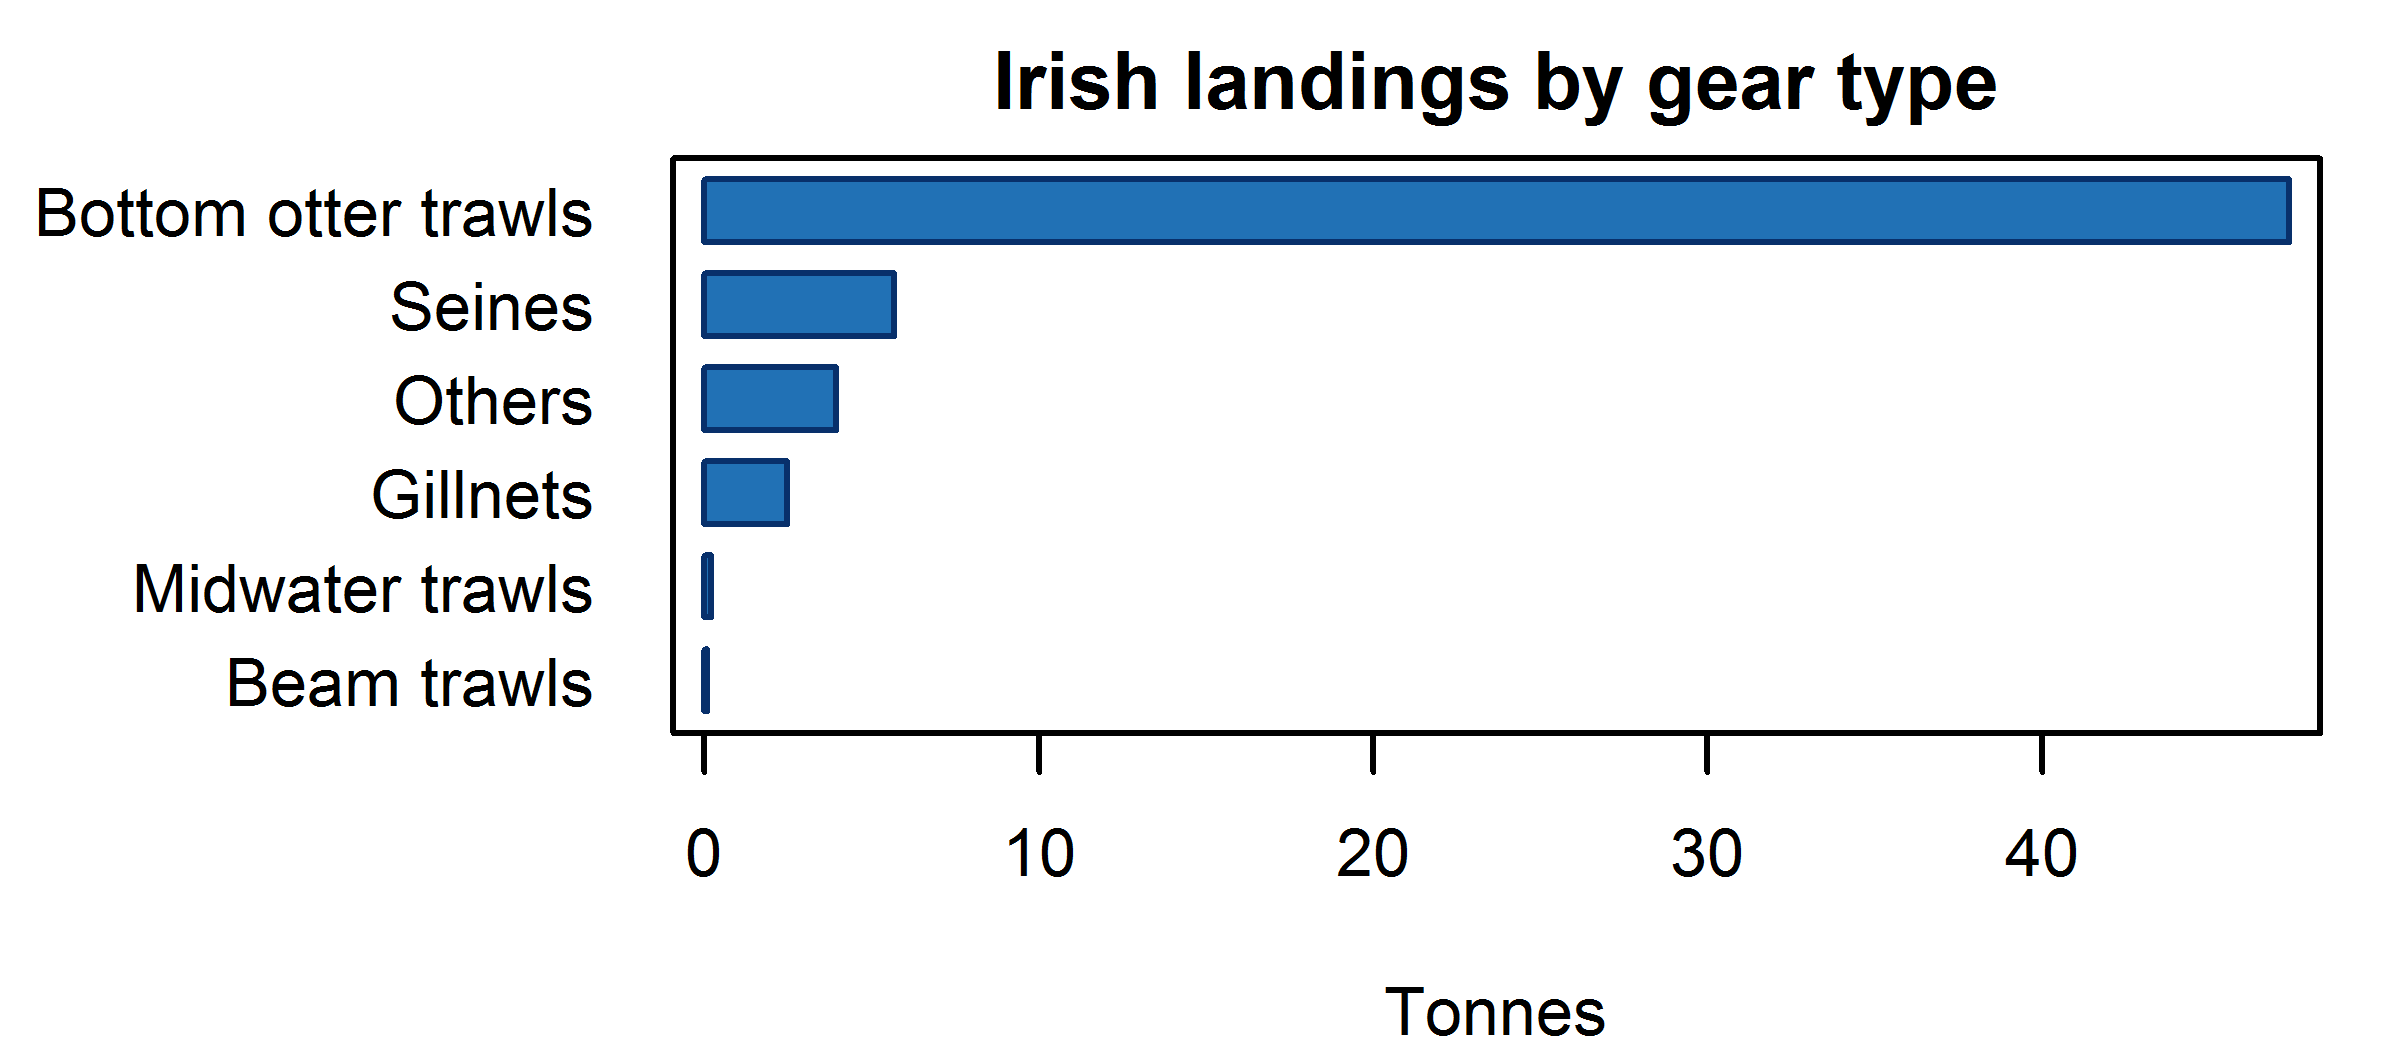 Irish landings by gear type
Bottom otter trawls
Seines
Others
Gillnets
Midwater trawls
Beam trawls
0 10 20 30 40
Tonnes